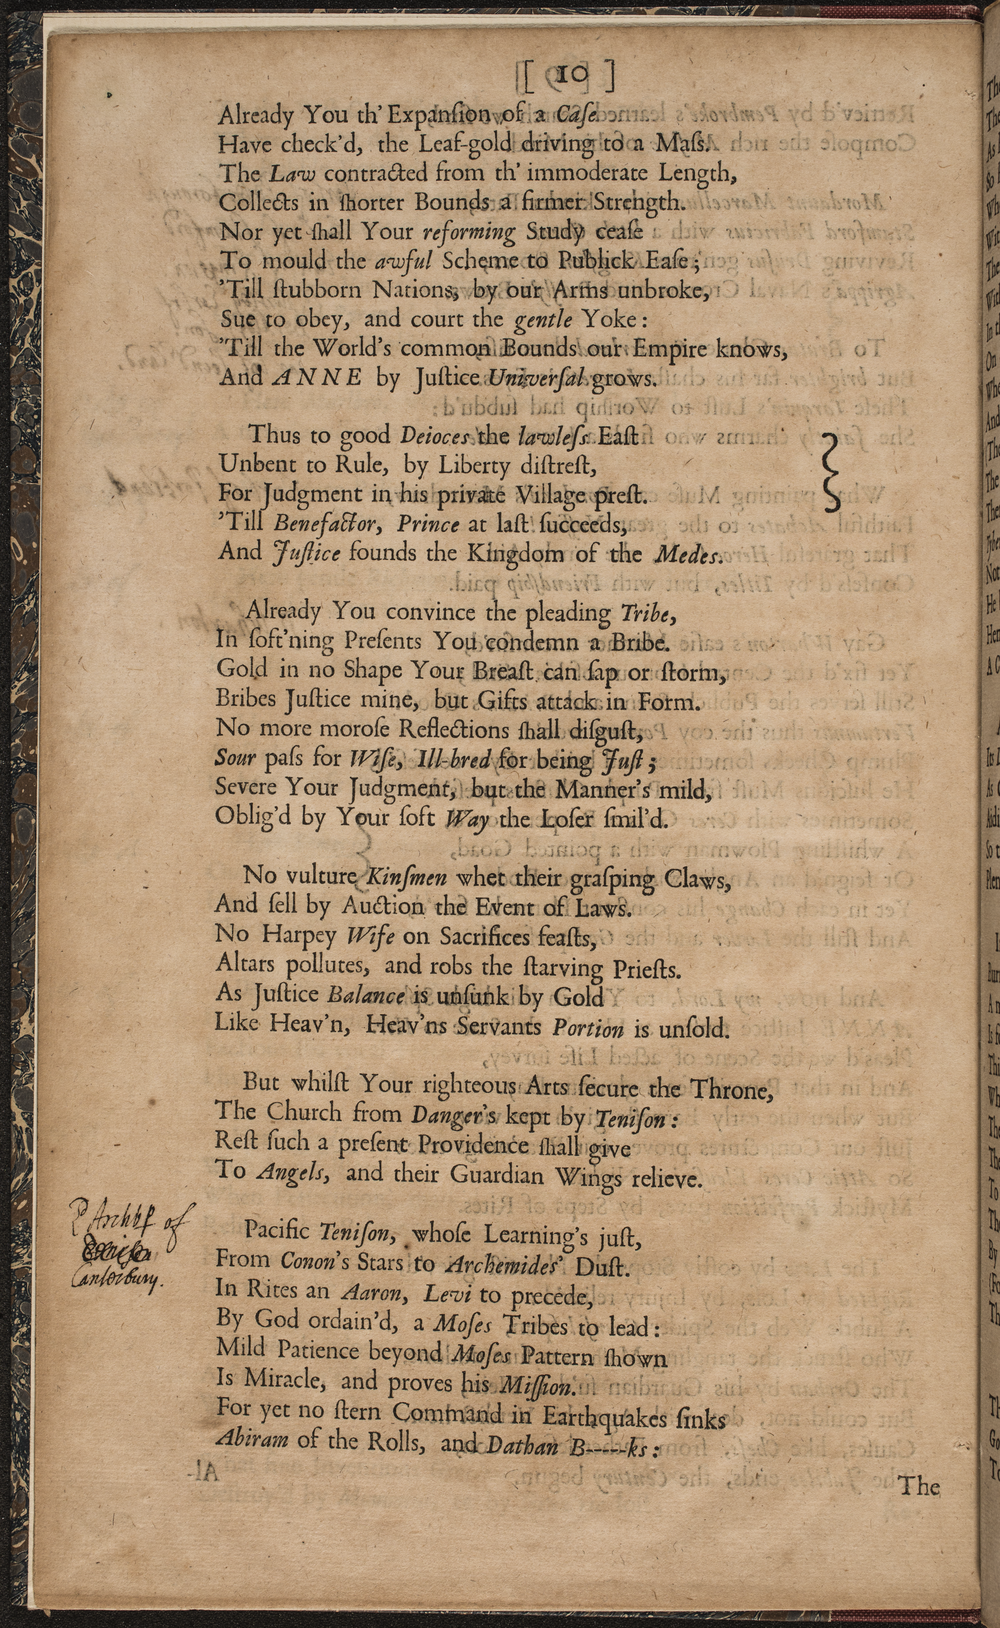 [ 10 ]
Already You th' Expanſion of a Caſe
Have check'd, the Leaf-gold driving to a Maſs.
The Law contracted from th' immoderate Length,
Collects in ſhorter Bounds a firmer Strength.
Nor yet ſhall Your reforming Study ceaſe
To mould the awful Scheme to Publick Eaſe;
'Till ſtubborn Nations, by our Arms unbroke,
Sue to obey, and court the gentle Yoke:
'Till the World's common Bounds our Empire knows,
And ANNE by Juſtice Univerſal grows.
Thus to good Deioces the lawleſs Eaſt
Unbent to Rule, by Liberty diſtreſt,
For Judgment in his private Village preſt.
'Till Benefactor, Prince at laſt ſucceeds,
And Juſtice founds the Kingdom of the Medes.
Already You convince the pleading Tribe,
In ſoft'ning Preſents You condemn a Bribe.
Gold in no Shape Your Breaſt can ſap or ſtorm,
Bribes Juſtice mine, but Gifts attack in Form.
No more moroſe Reflections ſhall diſguſt,
Sour paſs for Wiſe, Ill-bred for being Juſt;
Severe Your Judgment, but the Manner's mild,
Oblig'd by Your ſoft Way the Loſer ſmil'd.
No vulture Kinſmen whet their graſping Claws,
And ſell by Auction the Event of Laws.
No Harpey Wife on Sacrifices feaſts,
Altars pollutes, and robs the ſtarving Prieſts.
As Juſtice Balance is unſunk by Gold
Like Heav'n, Heav'ns Servants Portion is unſold.
But whilſt Your righteous Arts ſecure the Throne,
The Church from Danger's kept by Teniſon:
Reſt ſuch a preſent Providence ſhall give
To Angels, and their Guardian Wings relieve.
Archbp of
Canterbury.
Pacific Teniſon, whoſe Learning's juſt,
From Conon's Stars to Archemides' Duſt.
In Rites an Aaron, Levi to precede,
By God ordain'd, a Moſes Tribes to lead:
Mild Patience beyond Moſes Pattern ſhown
Is Miracle, and proves his Miſſion.
For yet no ſtern Command in Earthquakes ſinks
Abiram of the Rolls, and Dathan B-----ks:
The